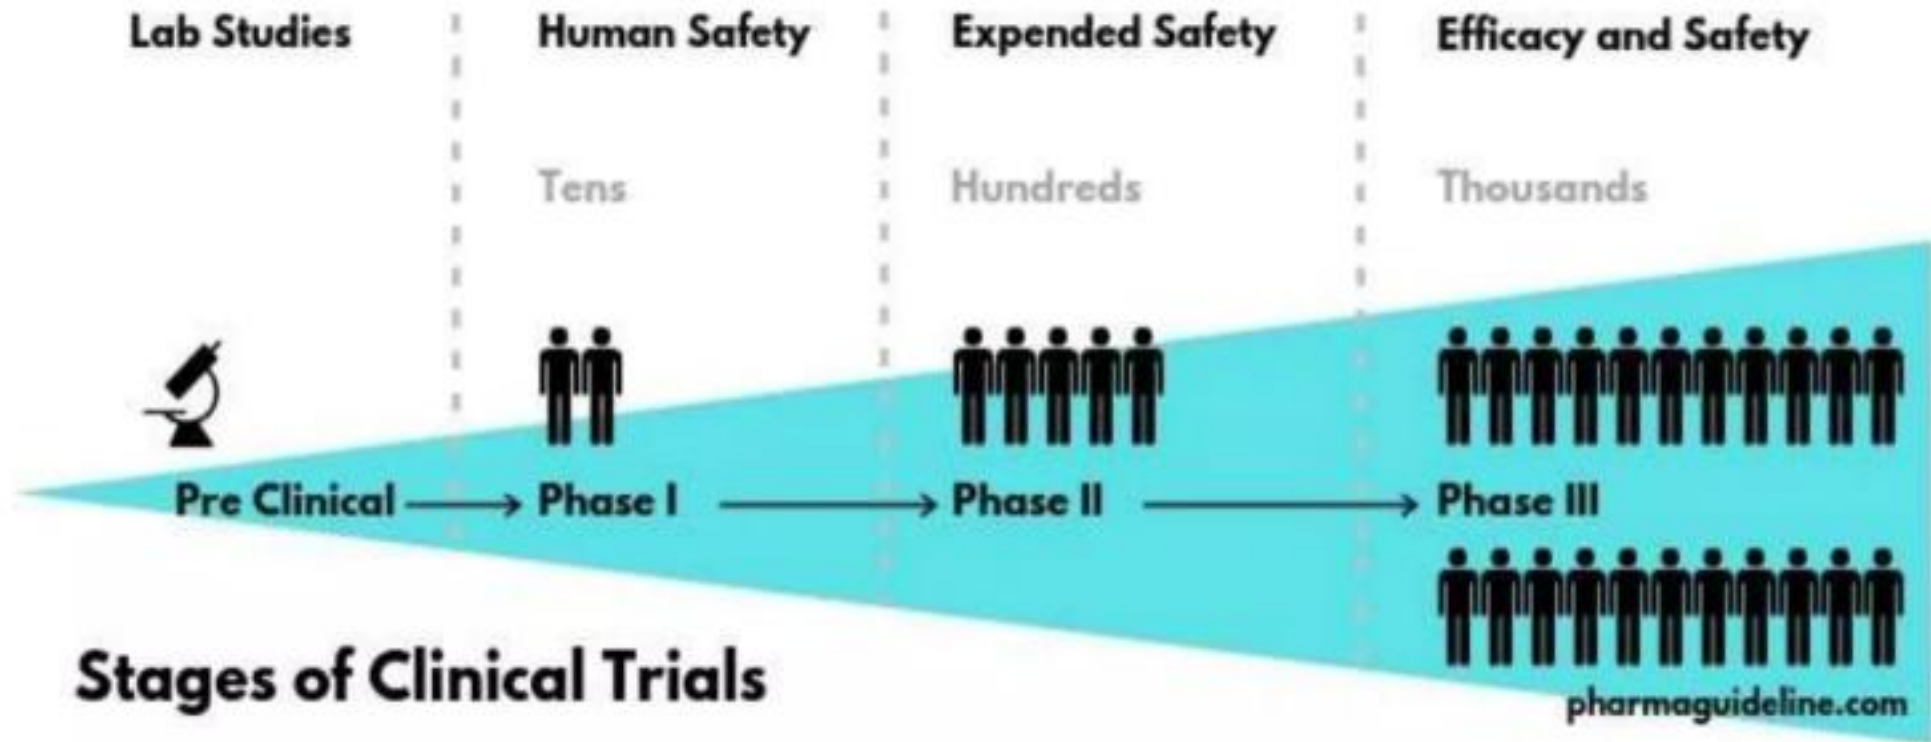 Lab Studies
Human Safety
Expended Safety
Efficacy and Safety
Tens
Hundreds
Thousands
Pre Clinical
Phase I
Phase II
Phase III
Stages of Clinical Trials
pharmaguideline.com